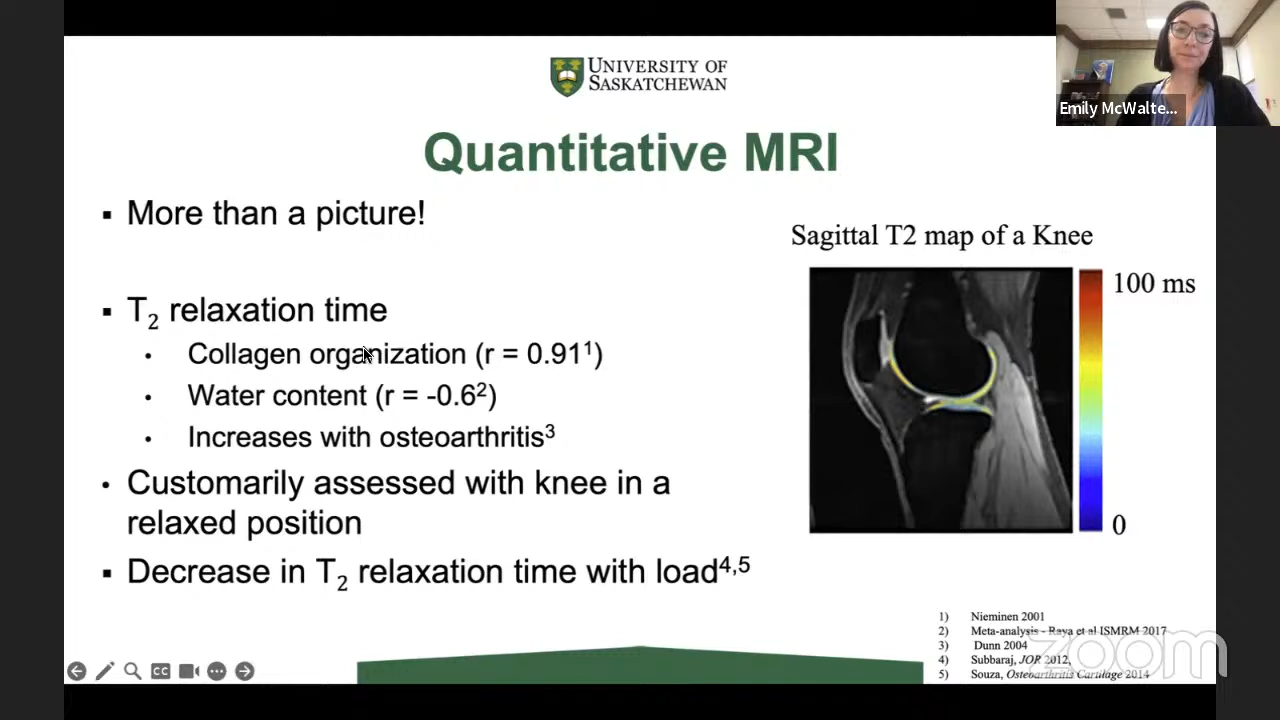 UNIVERSITY OF
SASKATCHEWAN
Emily McWalte...
Quantitative MRI
▪ More than a picture!
Sagittal T2 map of a Knee
100 ms
0
▪ T₂ relaxation time
• Collagen organization (r = 0.91¹)
• Water content (r = -0.6²)
• Increases with osteoarthritis³
• Customarily assessed with knee in a
relaxed position
▪ Decrease in T₂ relaxation time with load⁴,⁵
1) Nieminen 2001
2) Meta-analysis - Raya et al ISMRM 2017
3) Dunn 2004
4) Subbaraj, JOR 2012,
5) Souza, Osteoarthritis Cartilage 2014
zoom
CC